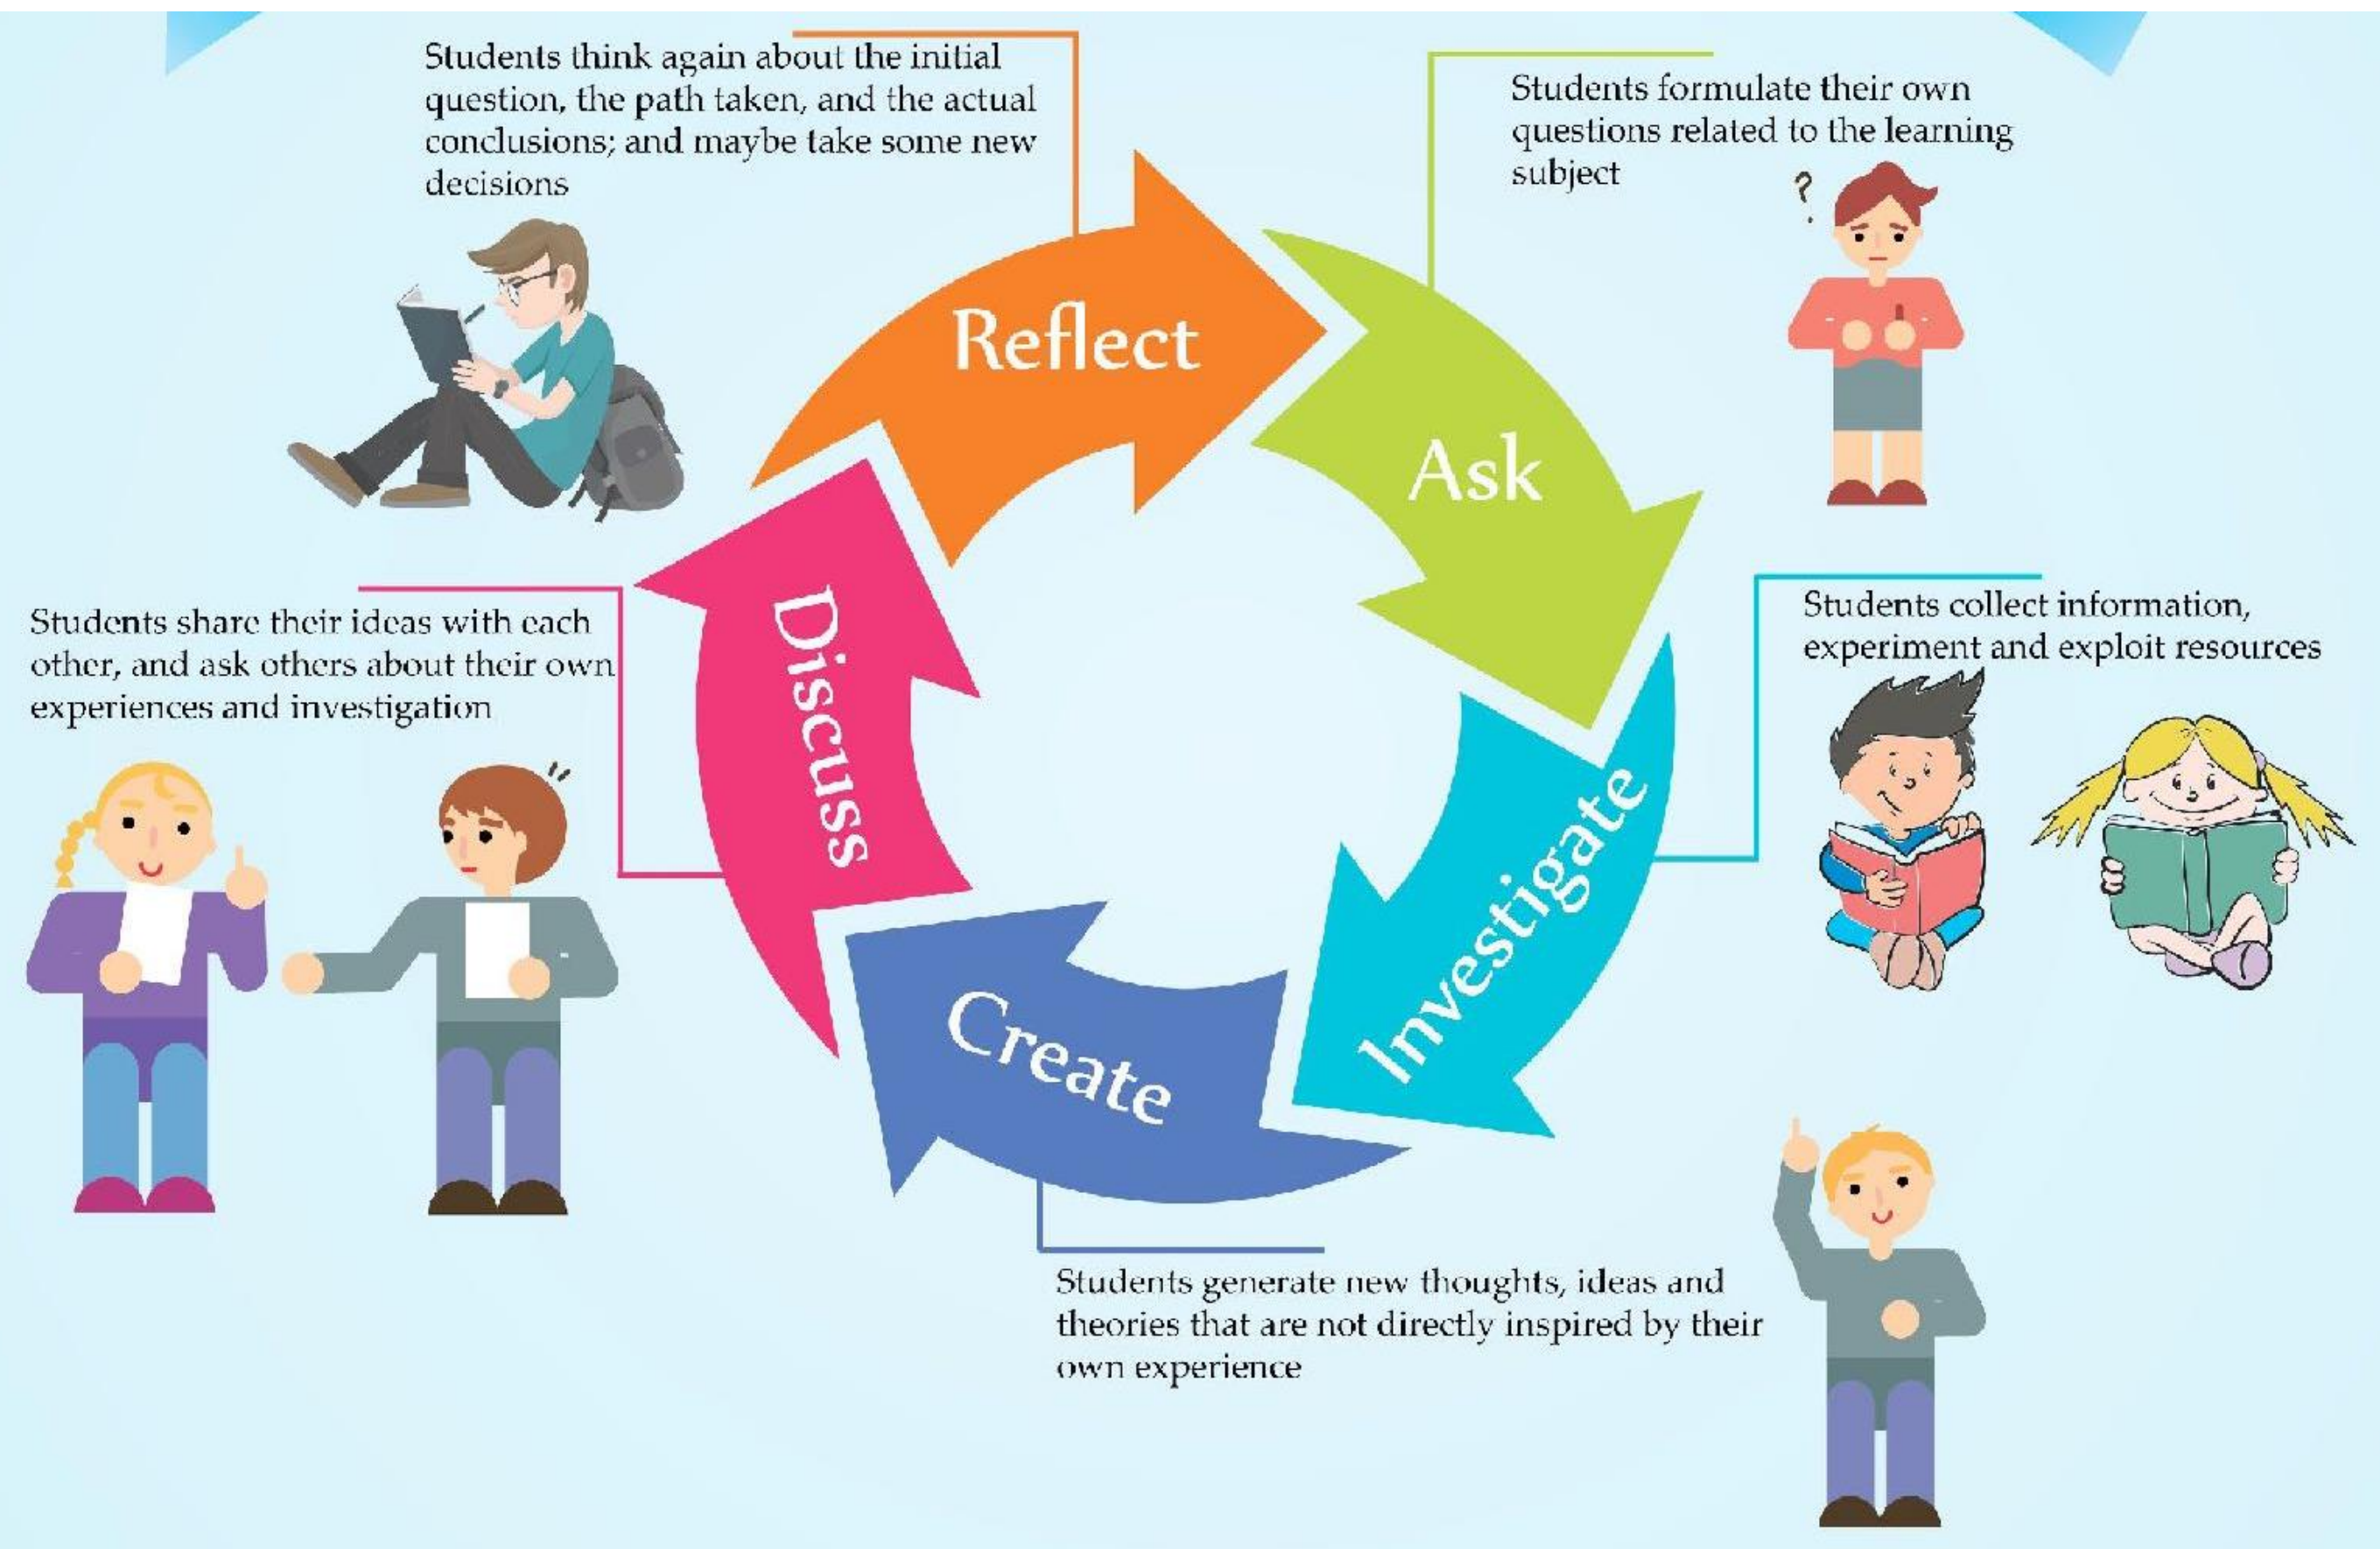 Students think again about the initial
question, the path taken, and the actual
conclusions; and maybe take some new
decisions
Students formulate their own
questions related to the learning
subject
?
Reflect
Ask
Students share their ideas with each
other, and ask others about their own
experiences and investigation
Discuss
Students collect information,
experiment and exploit resources
Investigate
Create
Students generate new thoughts, ideas and
theories that are not directly inspired by their
own experience